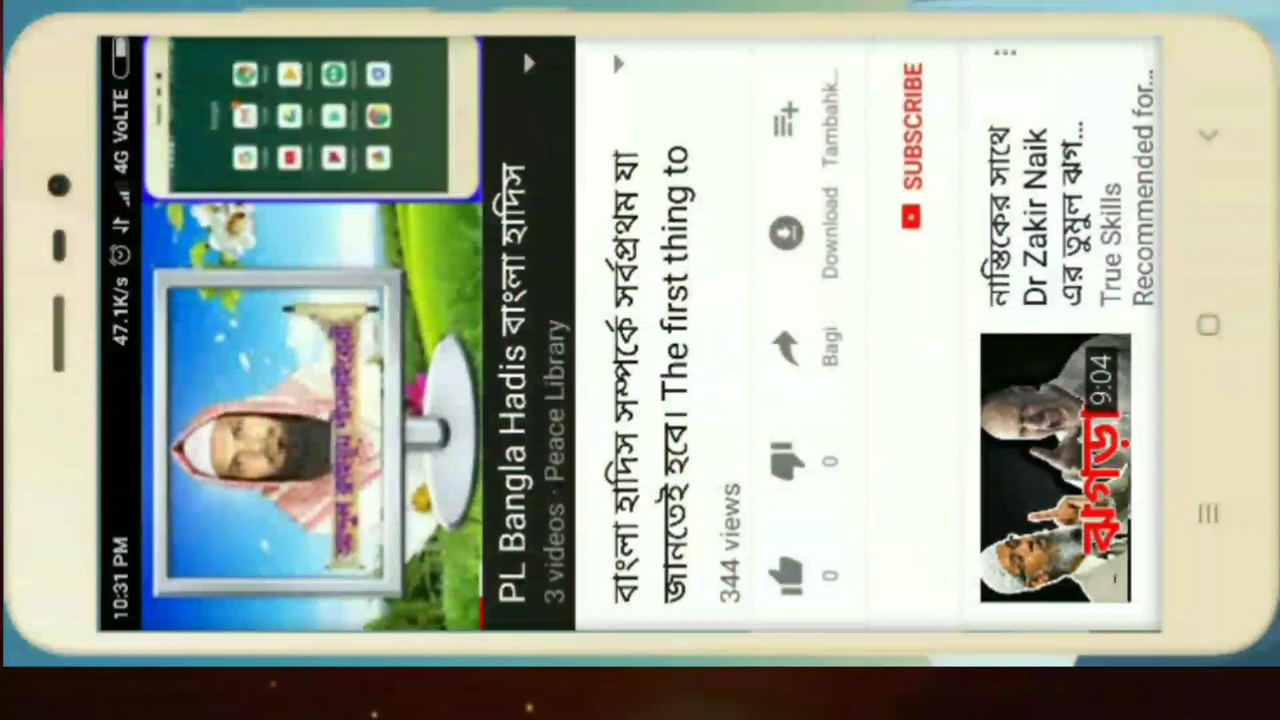 10:31 PM
47.1K/s
4G VoLTE
PL Bangla Hadis বাংলা হাদিস
3 videos · Peace Library
বাংলা হাদিস সম্পর্কে সর্বপ্রথম যা
জানতেই হবে। The first thing to
344 views
0
0
Bagi
Download
Tambahk...
SUBSCRIBE
ঝগড়া
9:04
নাস্তিকের সাথে
Dr Zakir Naik
এর তুমুল ঝগ...
True Skills
Recommended for...